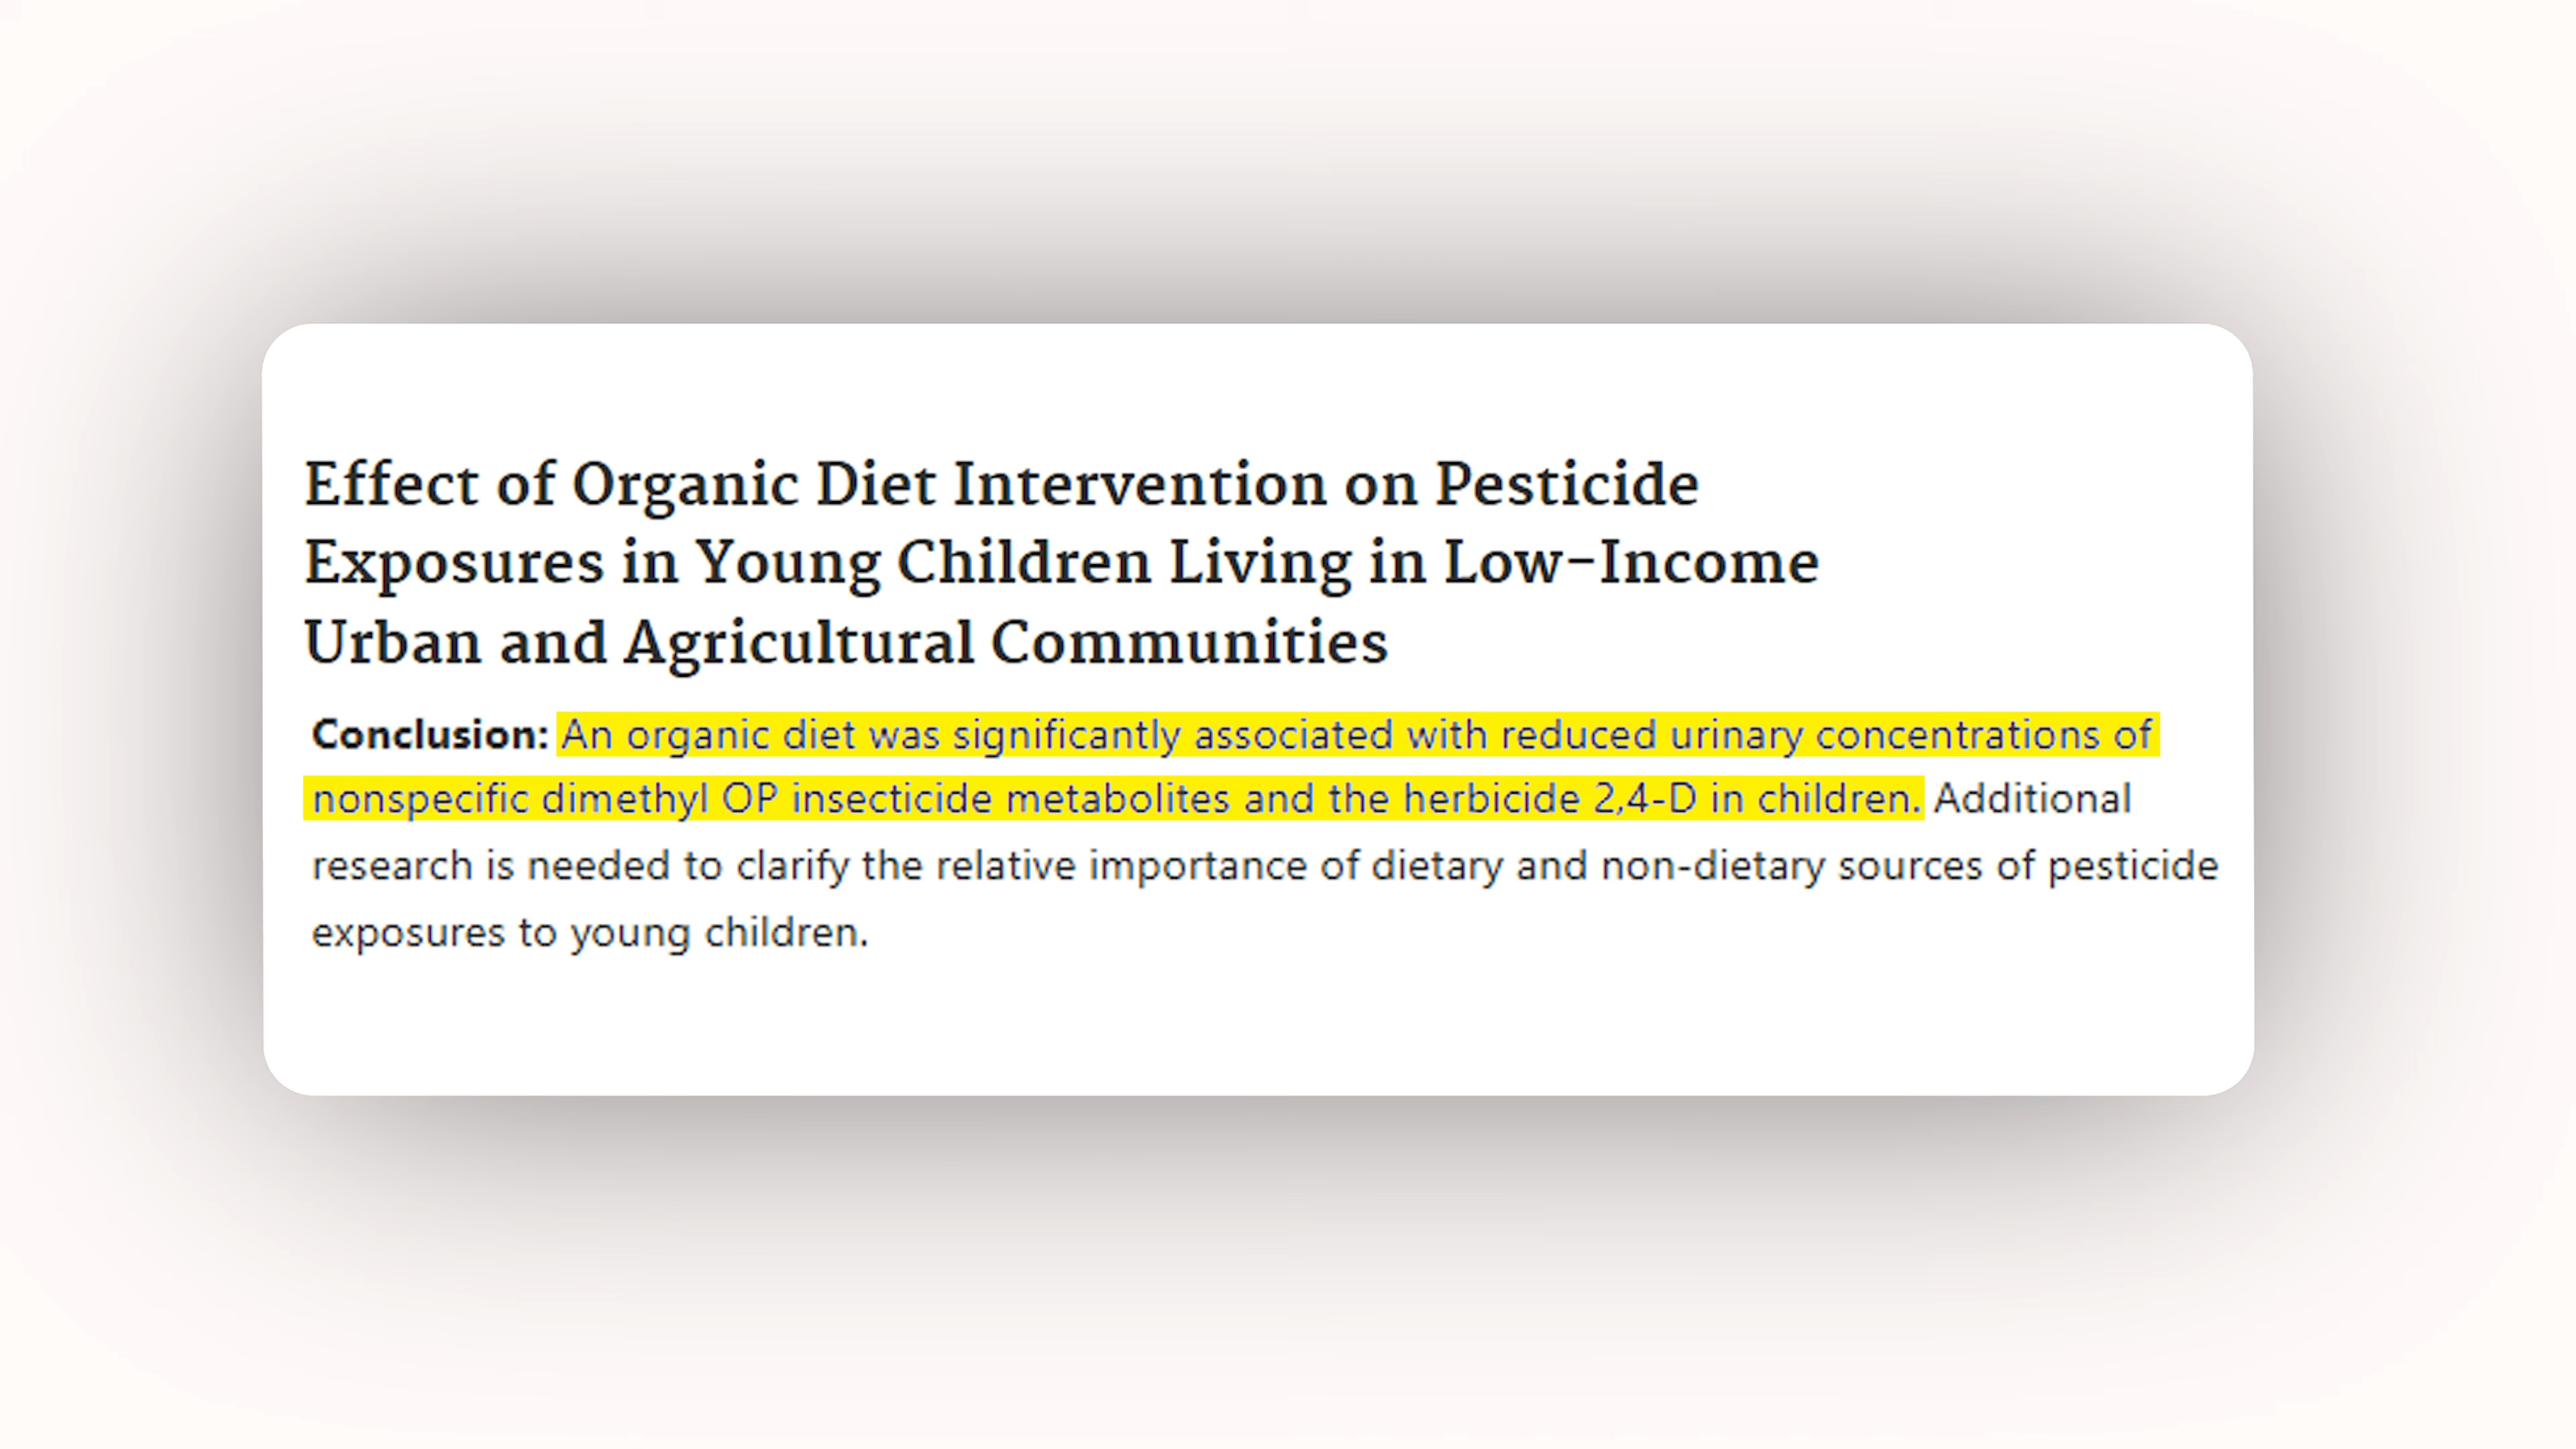 Effect of Organic Diet Intervention on Pesticide
Exposures in Young Children Living in Low-Income
Urban and Agricultural Communities
Conclusion: An organic diet was significantly associated with reduced urinary concentrations of
nonspecific dimethyl OP insecticide metabolites and the herbicide 2,4-D in children. Additional
research is needed to clarify the relative importance of dietary and non-dietary sources of pesticide
exposures to young children.